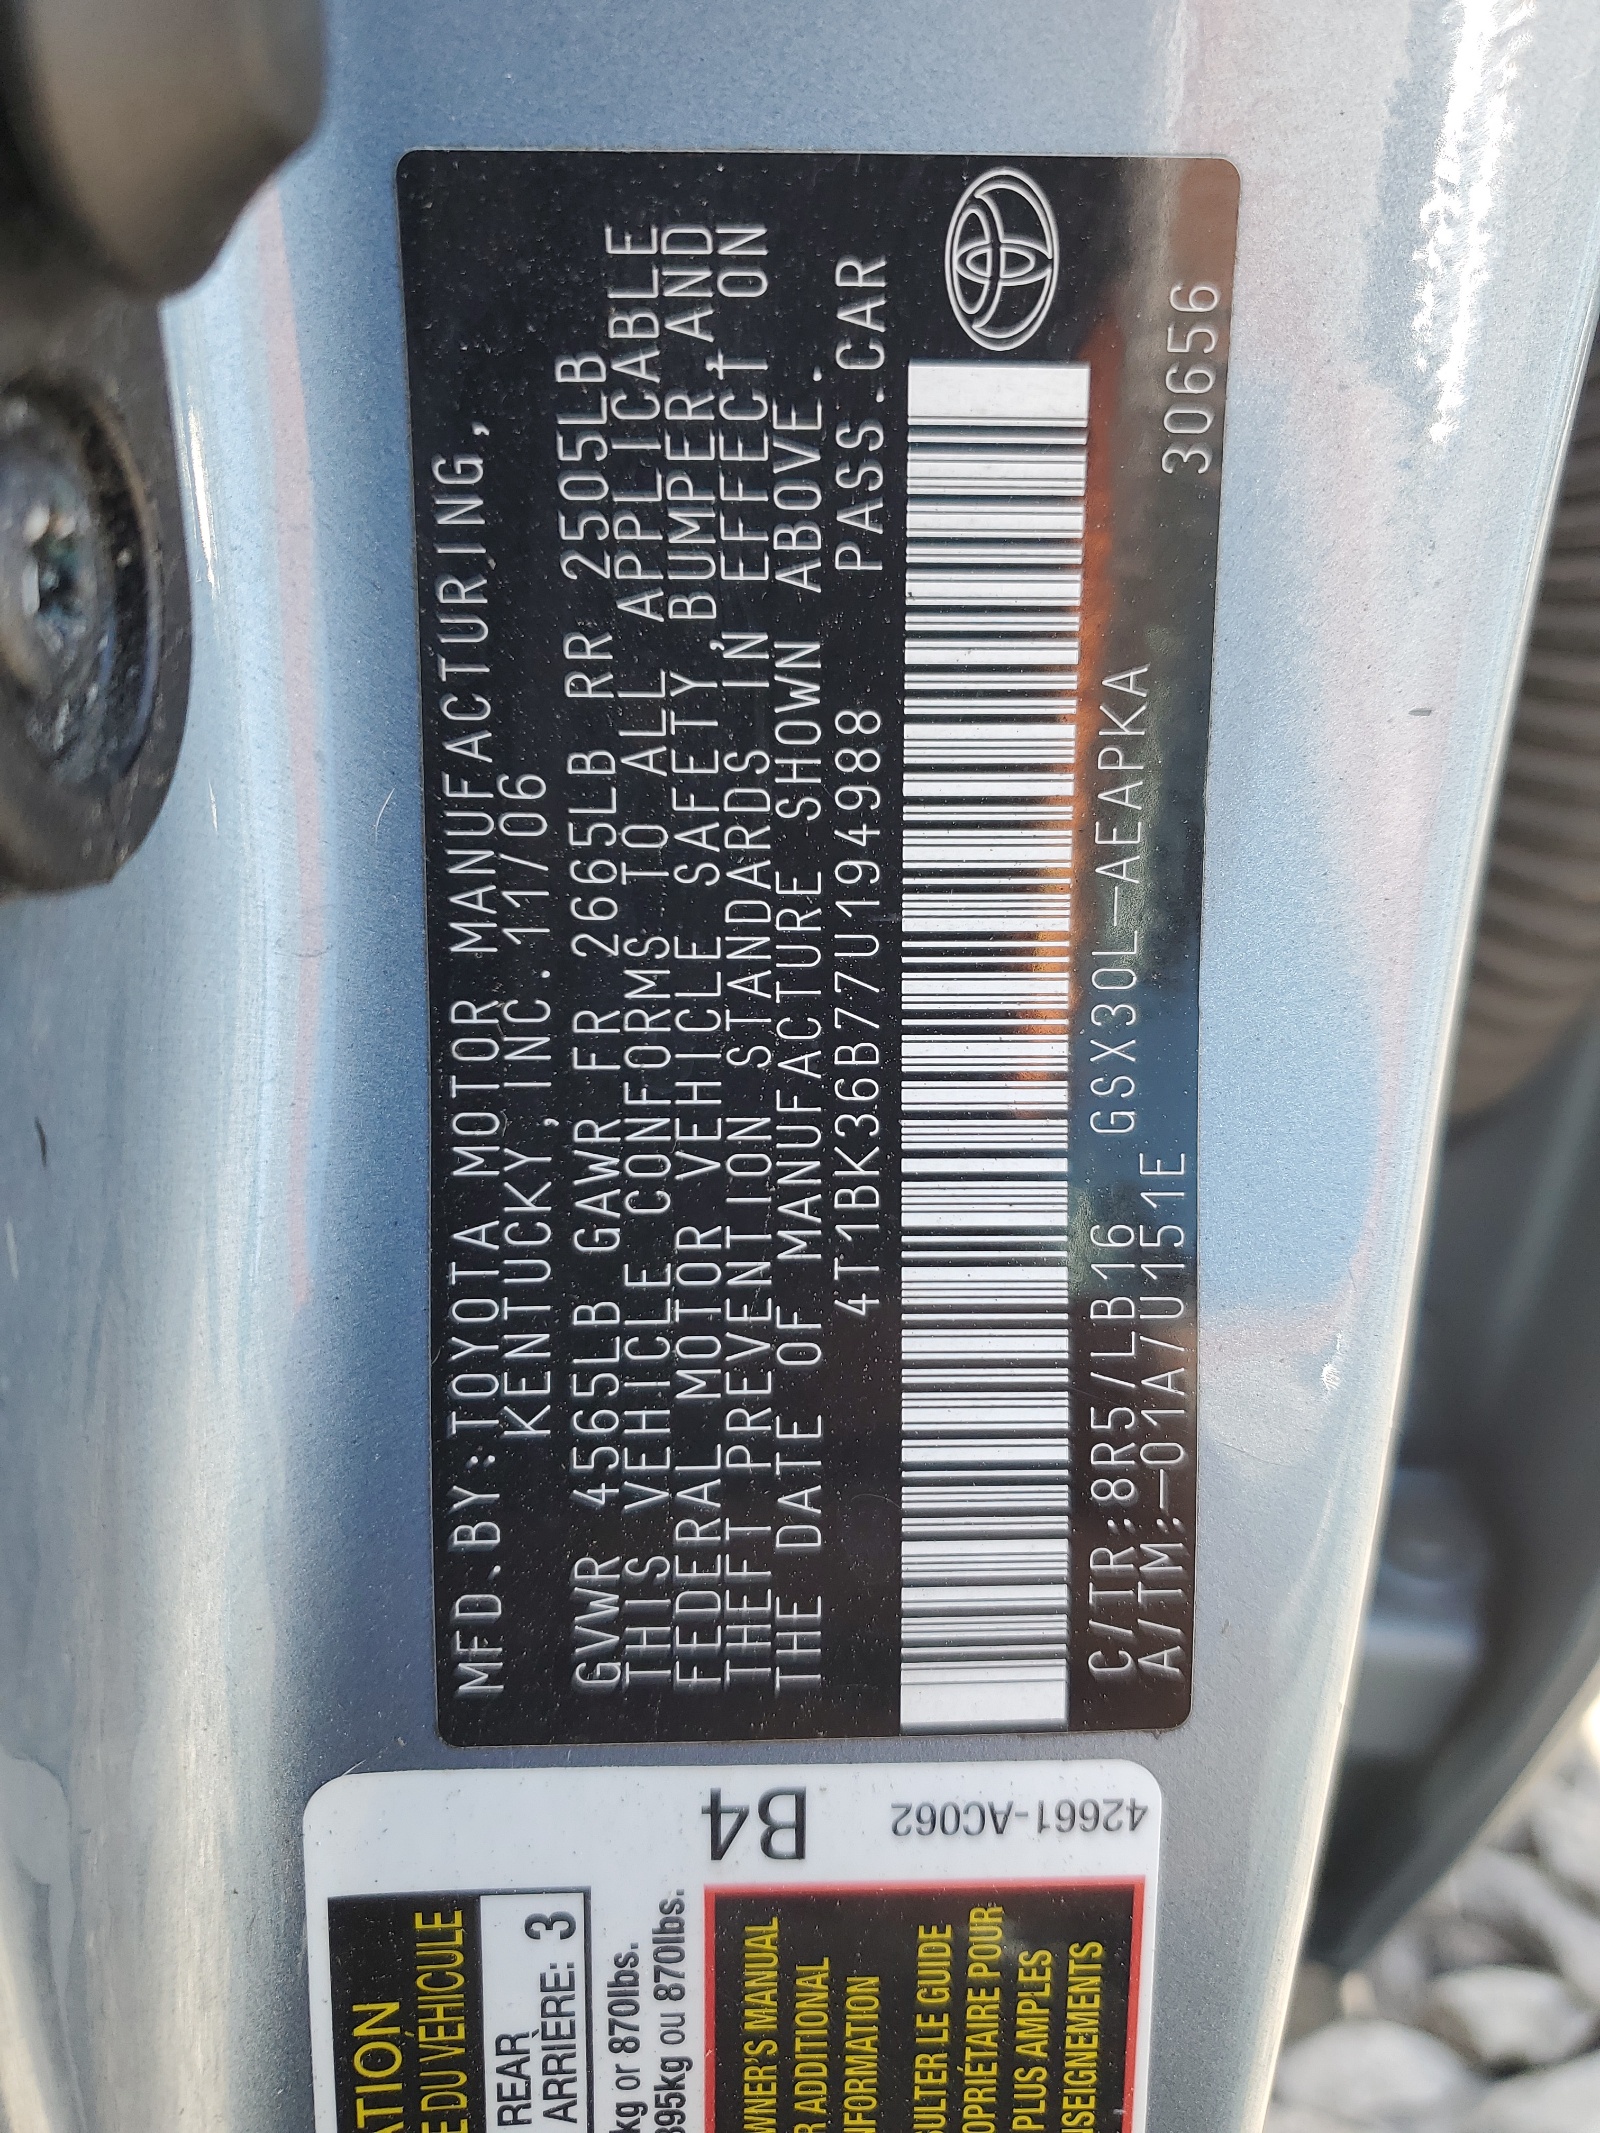 MFD.BY:TOYOTA MOTOR MANUFACTURING,
KENTUCKY,INC. 11/06
GVWR 4565LB GAWR FR 2665LB RR 2505LB
THIS VEHICLE CONFORMS TO ALL APPLICABLE
FEDERAL MOTOR VEHICLE SAFETY,BUMPER,AND
THEFT PREVENTION STANDARDS IN EFFECT ON
THE DATE OF MANUFACTURE SHOWN ABOVE.
4T1BK36B77U194988 PASS.CAR
C/TR:8R5/LB16 GSX30L-AEAPKA 30656
A/TM:-01A/U151E
B4
42661-AC062
ATION
E DU VÉHICULE
REAR
ARRIÈRE: 3
kg or 870lbs.
395kg ou 870lbs.
WNER'S MANUAL
R ADDITIONAL
NFORMATION
SULTER LE GUIDE
OPRIÉTAIRE POUR
PLUS AMPLES
NSEIGNEMENTS